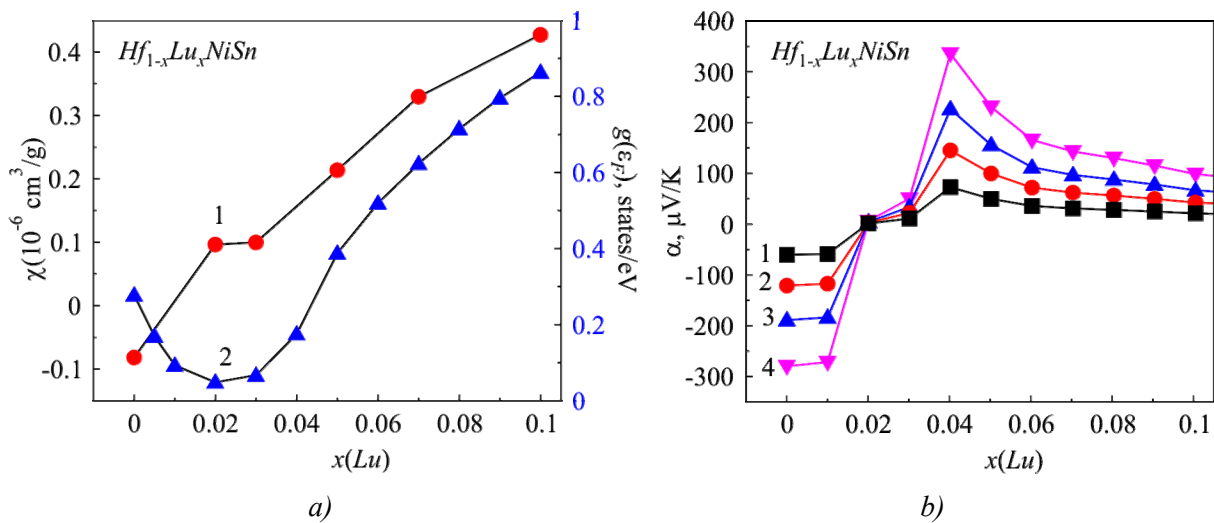 Hf1-xLuxNiSn
χ(10-6 cm3/g)
0.4
0.3
0.2
0.1
0
-0.1
1
2
0 0.02 0.04 0.06 0.08 0.1
x(Lu)
1
0.8
0.6
0.4
0.2
0
g(εF), states/eV
a)
Hf1-xLuxNiSn
α, μV/K
400
300
200
100
0
-100
-200
-300
1
2
3
4
0 0.02 0.04 0.06 0.08 0.1
x(Lu)
b)